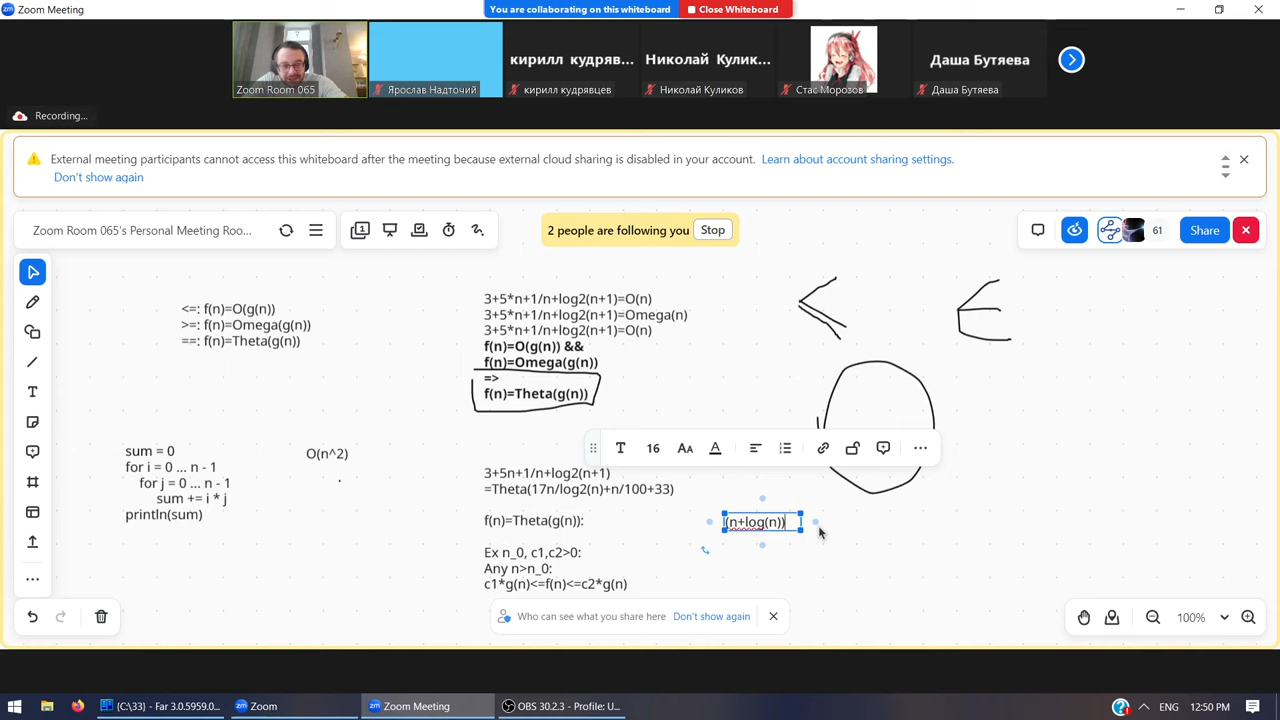 Zoom Meeting
You are collaborating on this whiteboard
Close Whiteboard
Zoom Room 065
Ярослав Надточий
кирилл кудряв...
кирилл кудрявцев
Николай Кулик...
Николай Куликов
Стас Морозов
Даша Бутяева
Даша Бутяева
Recording...
External meeting participants cannot access this whiteboard after the meeting because external cloud sharing is disabled in your account. Learn about account sharing settings.
Don't show again
Zoom Room 065's Personal Meeting Roo...
1
2 people are following you
Stop
61
Share
<=: f(n)=O(g(n))
>=: f(n)=Omega(g(n))
==: f(n)=Theta(g(n))
3+5*n+1/n+log2(n+1)=O(n)
3+5*n+1/n+log2(n+1)=Omega(n)
3+5*n+1/n+log2(n+1)=O(n)
f(n)=O(g(n)) &&
f(n)=Omega(g(n))
=>
f(n)=Theta(g(n))
sum = 0
for i = 0 ... n - 1
for j = 0 ... n - 1
sum += i * j
println(sum)
O(n^2)
.
16
3+5n+1/n+log2(n+1)
=Theta(17n/log2(n)+n/100+33)
f(n)=Theta(g(n)):
(n+log(n))
Ex n_0, c1,c2>0:
Any n>n_0:
c1*g(n)<=f(n)<=c2*g(n)
Who can see what you share here
Don't show again
100%
(C:\33) - Far 3.0.5959.0...
Zoom
Zoom Meeting
OBS 30.2.3 - Profile: U...
ENG
12:50 PM